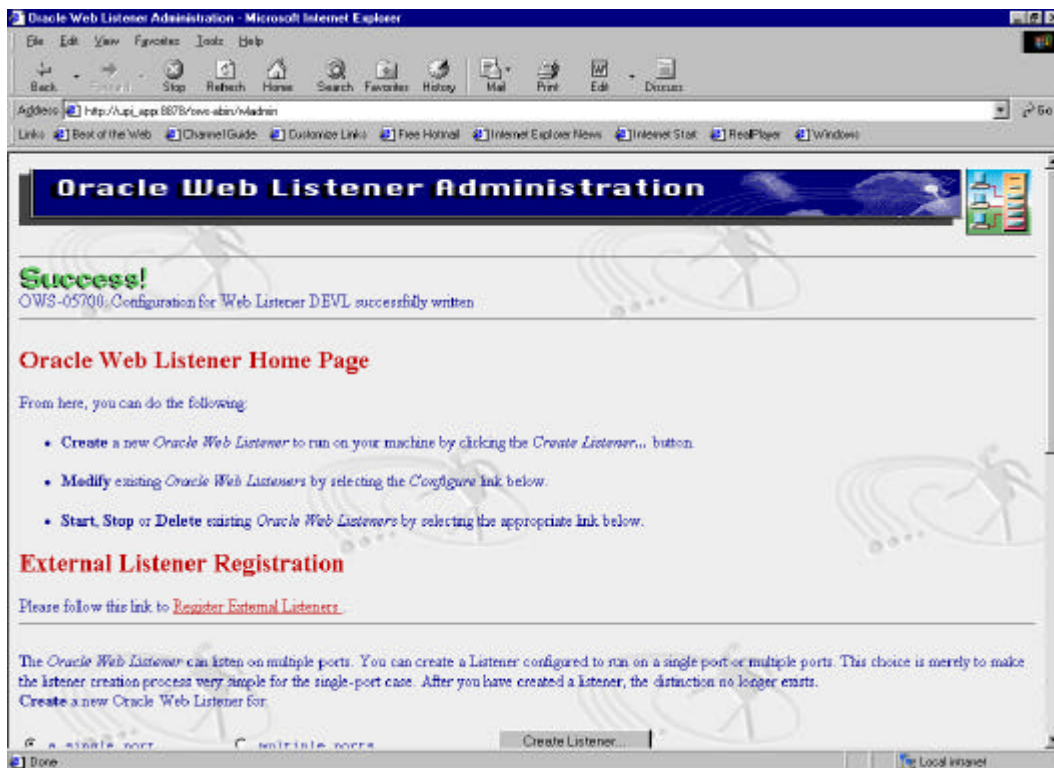 Oracle Web Listener Administration - Microsoft Internet Explorer
File Edit View Favorites Tools Help
Back Forward Stop Refresh Home Search Favorites History Mail Print Edit Discuss
Address http://upi_app:8878/ows-abin/wladmin Go
Links Best of the Web Channel Guide Customize Links Free Hotmail Internet Explorer News Internet Start RealPlayer Windows
Oracle Web Listener Administration
Success!
OWS-05700: Configuration for Web Listener DEVL successfully written
Oracle Web Listener Home Page
From here, you can do the following:
Create a new Oracle Web Listener to run on your machine by clicking the Create Listener... button.
Modify existing Oracle Web Listeners by selecting the Configure link below.
Start, Stop or Delete existing Oracle Web Listeners by selecting the appropriate link below.
External Listener Registration
Please follow this link to Register External Listeners .
The Oracle Web Listener can listen on multiple ports. You can create a Listener configured to run on a single port or multiple ports. This choice is merely to make
the listener creation process very simple for the single-port case. After you have created a listener, the distinction no longer exists.
Create a new Oracle Web Listener for:
a single port multiple ports Create Listener...
Done Local intranet